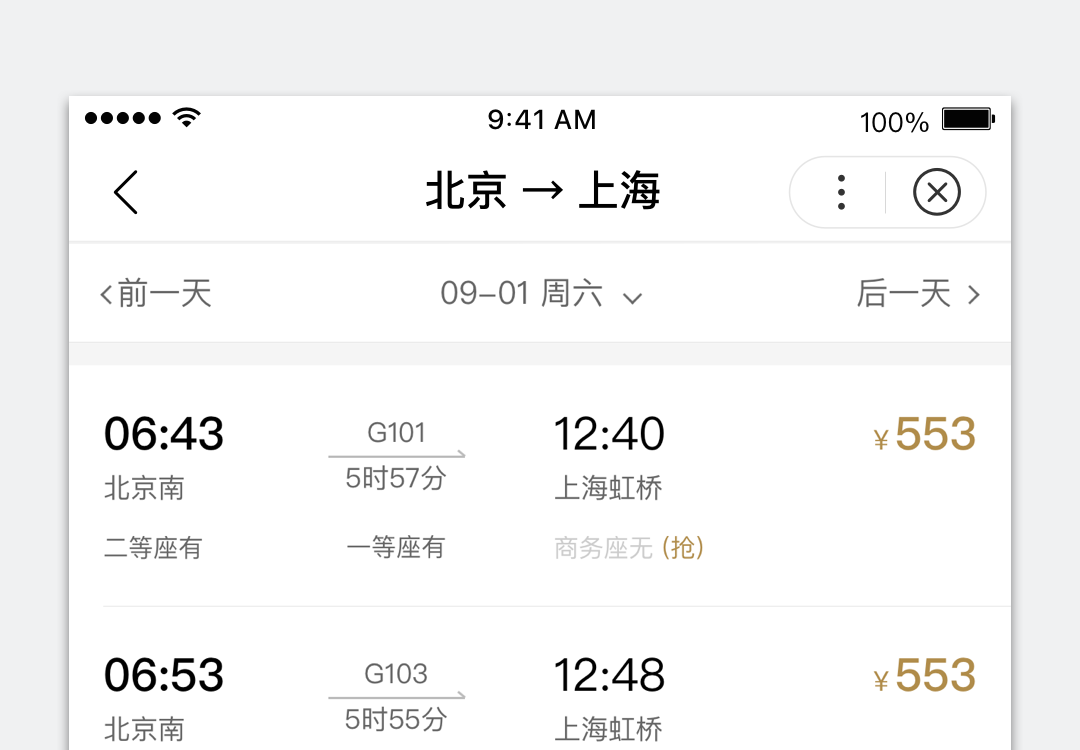 9:41 AM 100%
北京 → 上海
前一天 09–01 周六 后一天
06:43 G101 12:40 ¥553
北京南 5时57分 上海虹桥
二等座有 一等座有 商务座无 (抢)
06:53 G103 12:48 ¥553
北京南 5时55分 上海虹桥